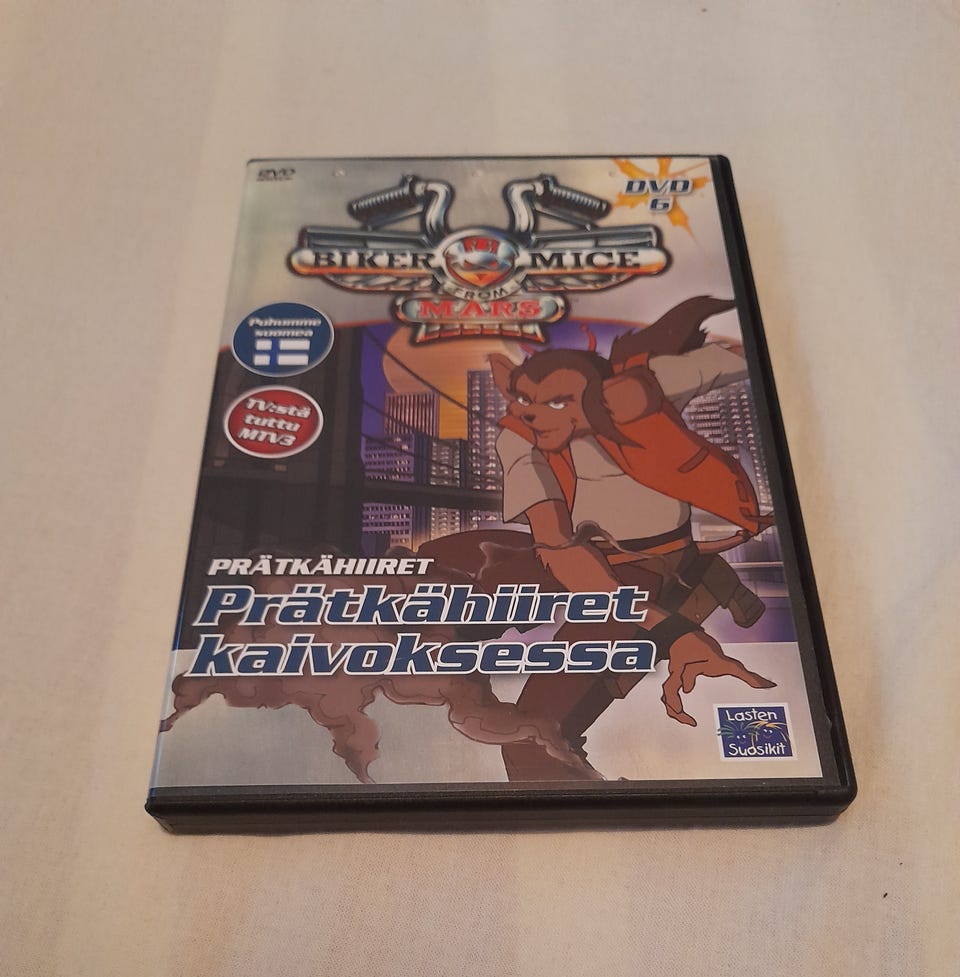 DVD
DVD
6
BIKER MICE
FROM
MARS
Puhumme
suomea
TV:stä
tuttu
MTV3
PRÄTKÄHIIRET
Prätkähiiret
kaivoksessa
Lasten
Suosikit